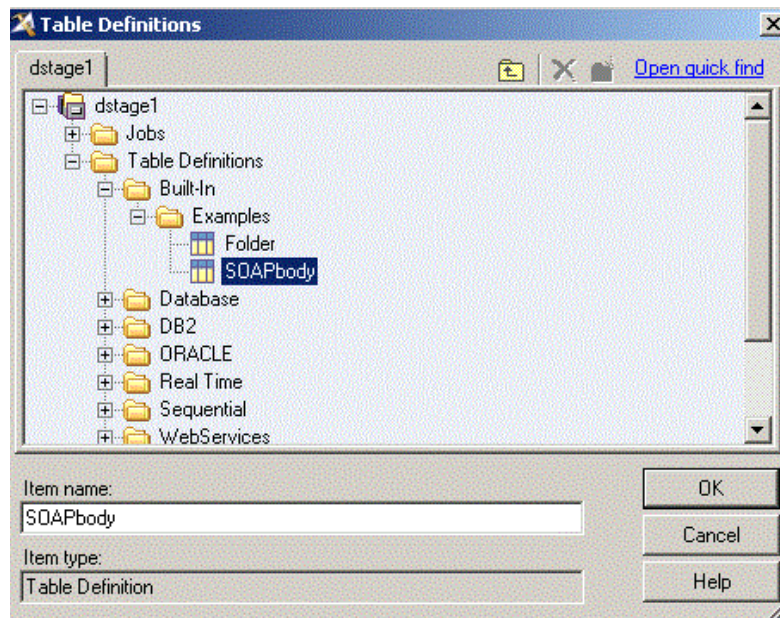 Table Definitions
dstage1 Open quick find
dstage1
Jobs
Table Definitions
Built-In
Examples
Folder
SOAPbody
Database
DB2
ORACLE
Real Time
Sequential
WebServices
Item name:
SOAPbody
Item type:
Table Definition
OK
Cancel
Help